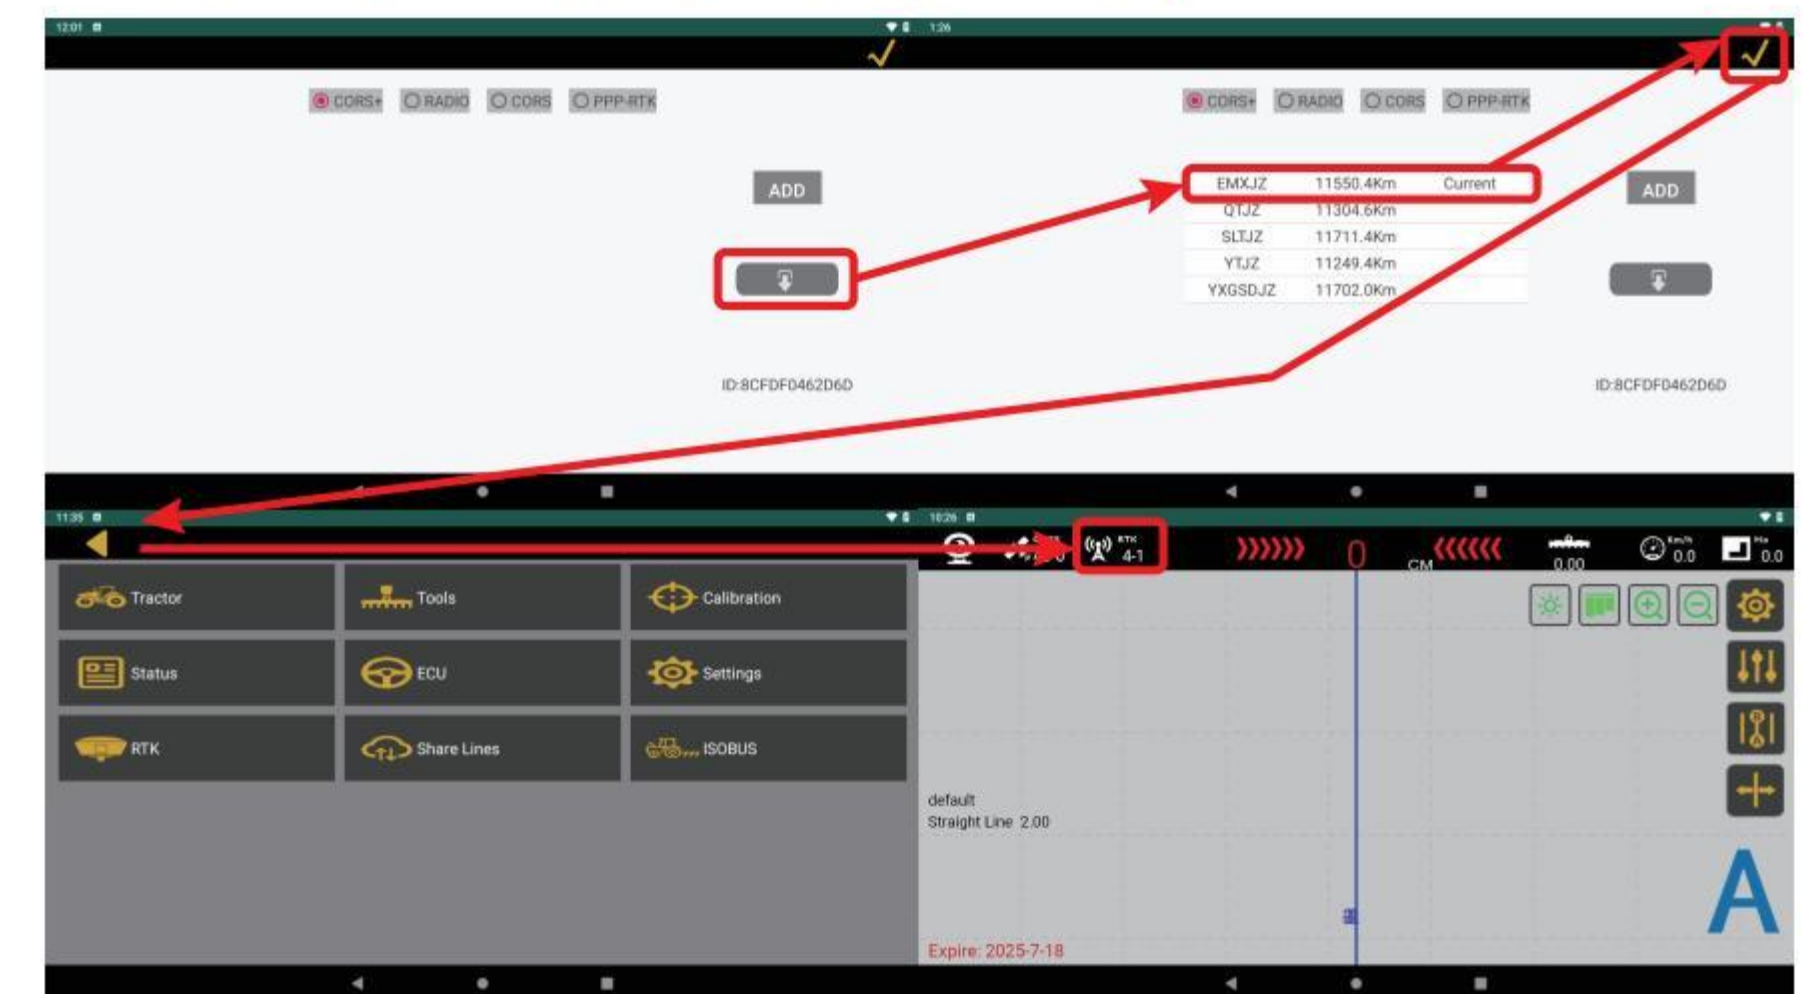 12:01
CORS+ RADIO CORS PPP-RTK
ADD
ID:8CFDF0462D6D
1:26
CORS+ RADIO CORS PPP-RTK
EMXJZ 11550.4Km Current
QTJZ 11304.6Km
SLTJZ 11711.4Km
YTJZ 11249.4Km
YXGSDJZ 11702.0Km
ADD
ID:8CFDF0462D6D
11:35
Tractor Tools Calibration
Status ECU Settings
RTK Share Lines ISOBUS
10:26
RTK
4-1
0
CM
0.00
Km/h
0.0
Ha
0.0
default
Straight Line 2.00
A
Expire: 2025-7-18